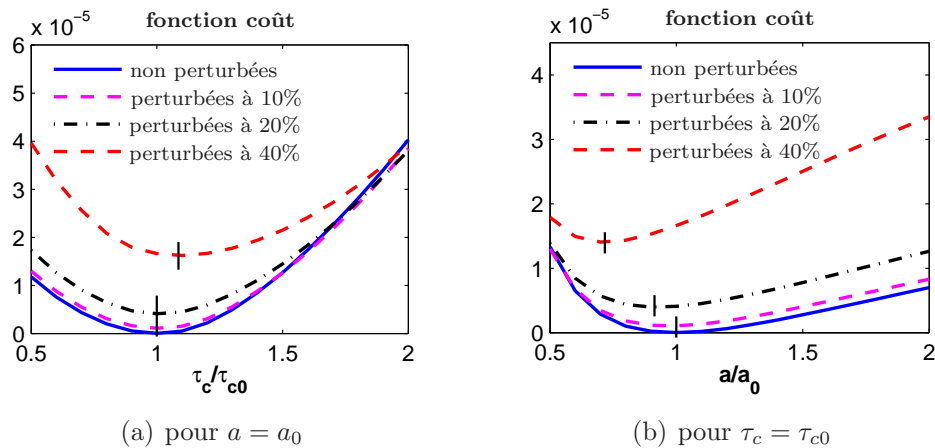 x 10⁻⁵
fonction coût
6
5
4
3
2
1
0
non perturbées
perturbées à 10%
perturbées à 20%
perturbées à 40%
0.5
1
1.5
2
τc/τc0
(a) pour a = a0
x 10⁻⁵
fonction coût
4
3
2
1
0
non perturbées
perturbées à 10%
perturbées à 20%
perturbées à 40%
0.5
1
1.5
2
a/a0
(b) pour τc = τc0